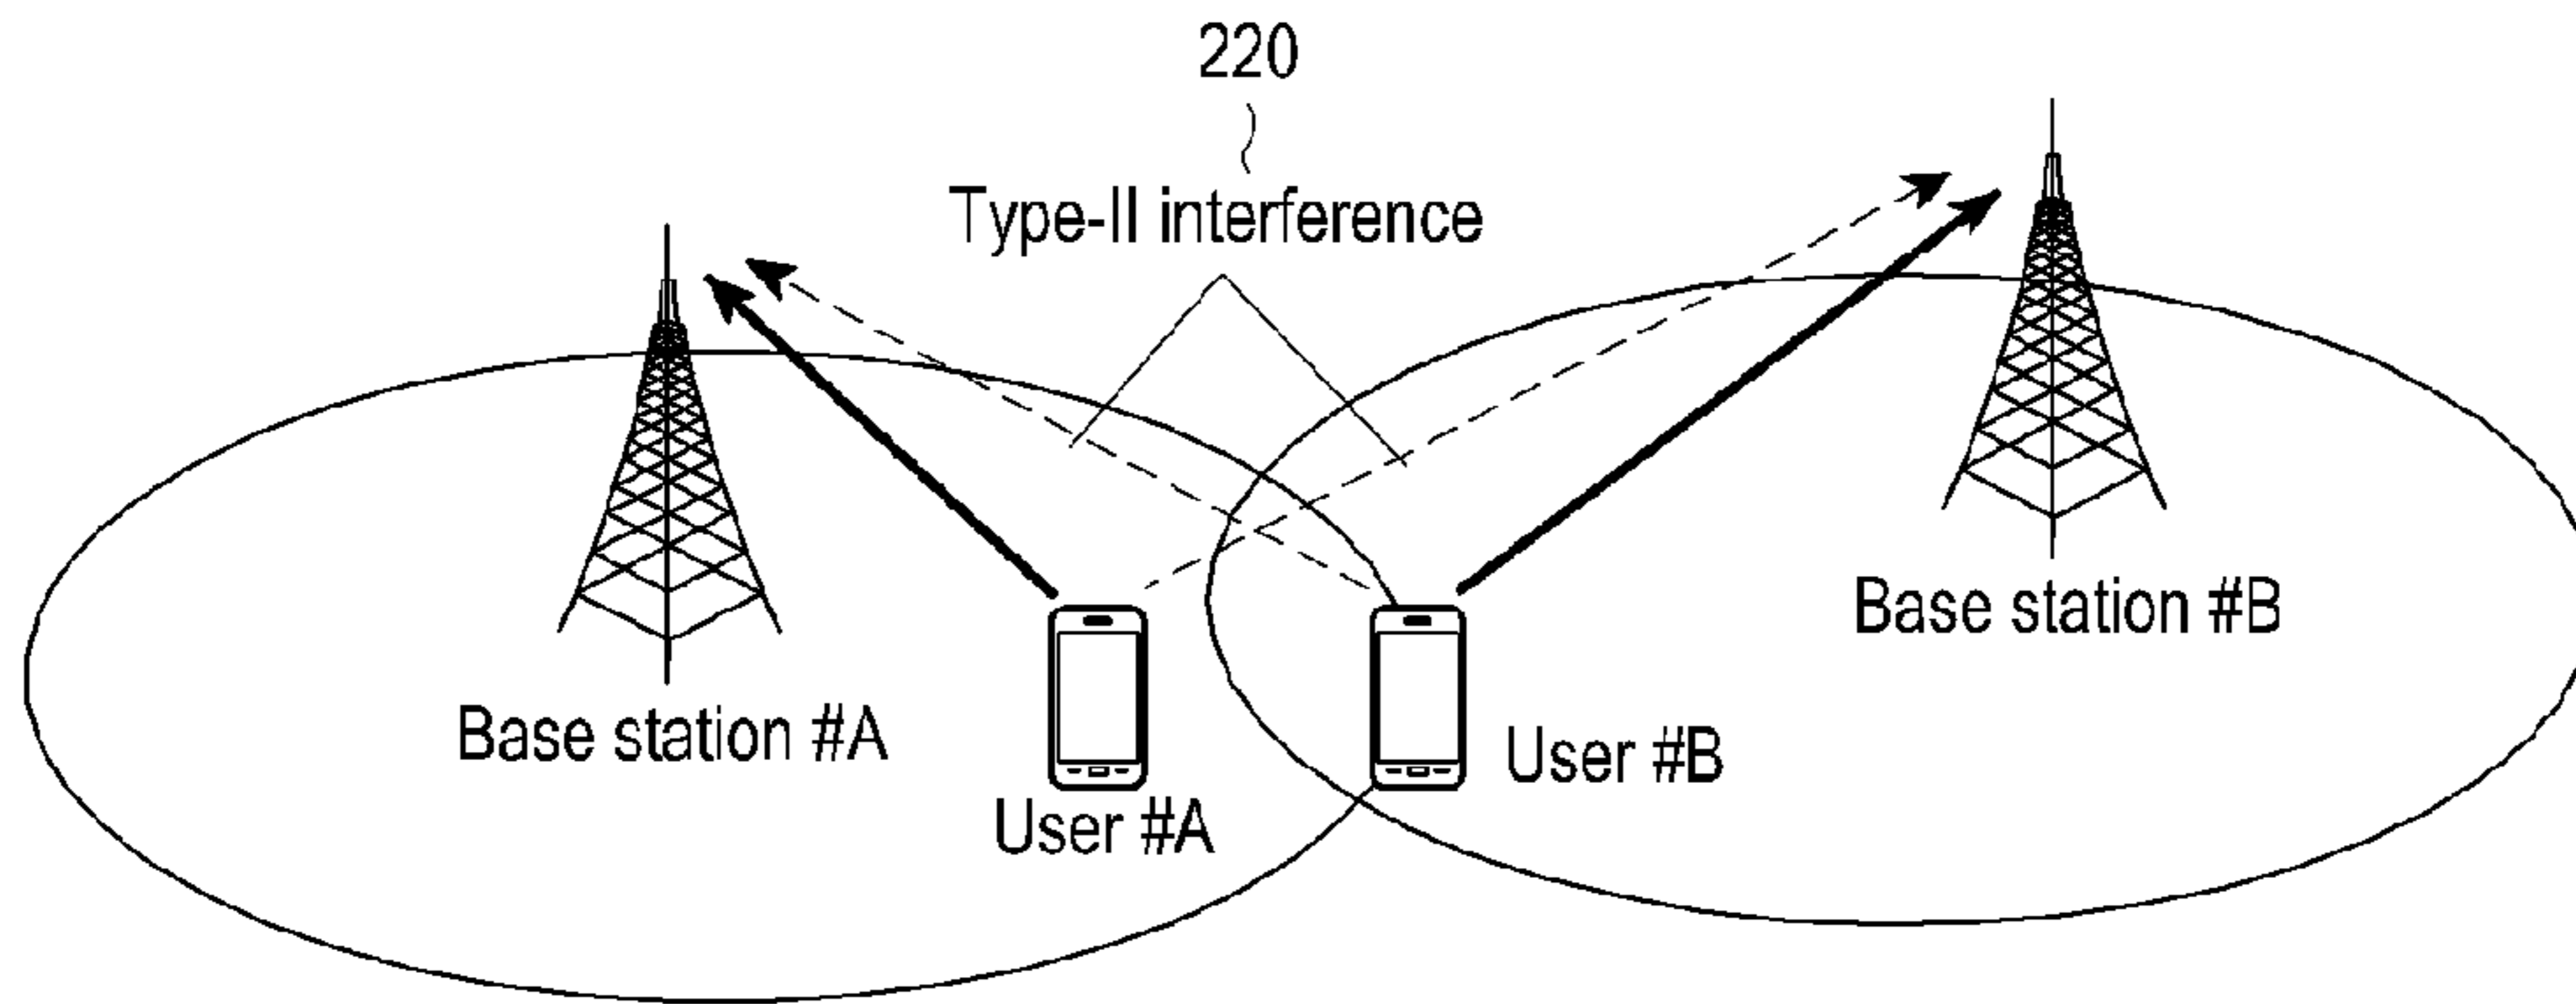 220
Type-II interference
Base station #B
Base station #A
User #B
User #A